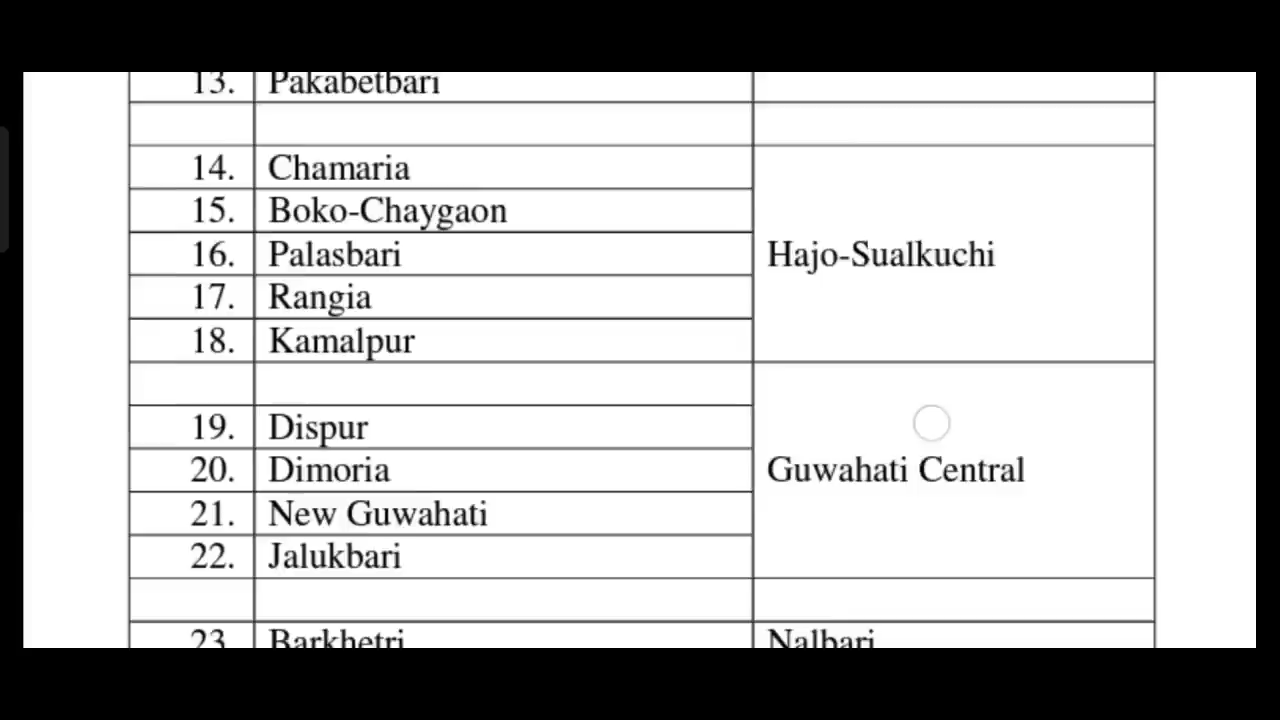 13. Pakabetbari
14. Chamaria
15. Boko-Chaygaon
16. Palasbari Hajo-Sualkuchi
17. Rangia
18. Kamalpur
19. Dispur
20. Dimoria Guwahati Central
21. New Guwahati
22. Jalukbari
23 Barkhetri Nalbari